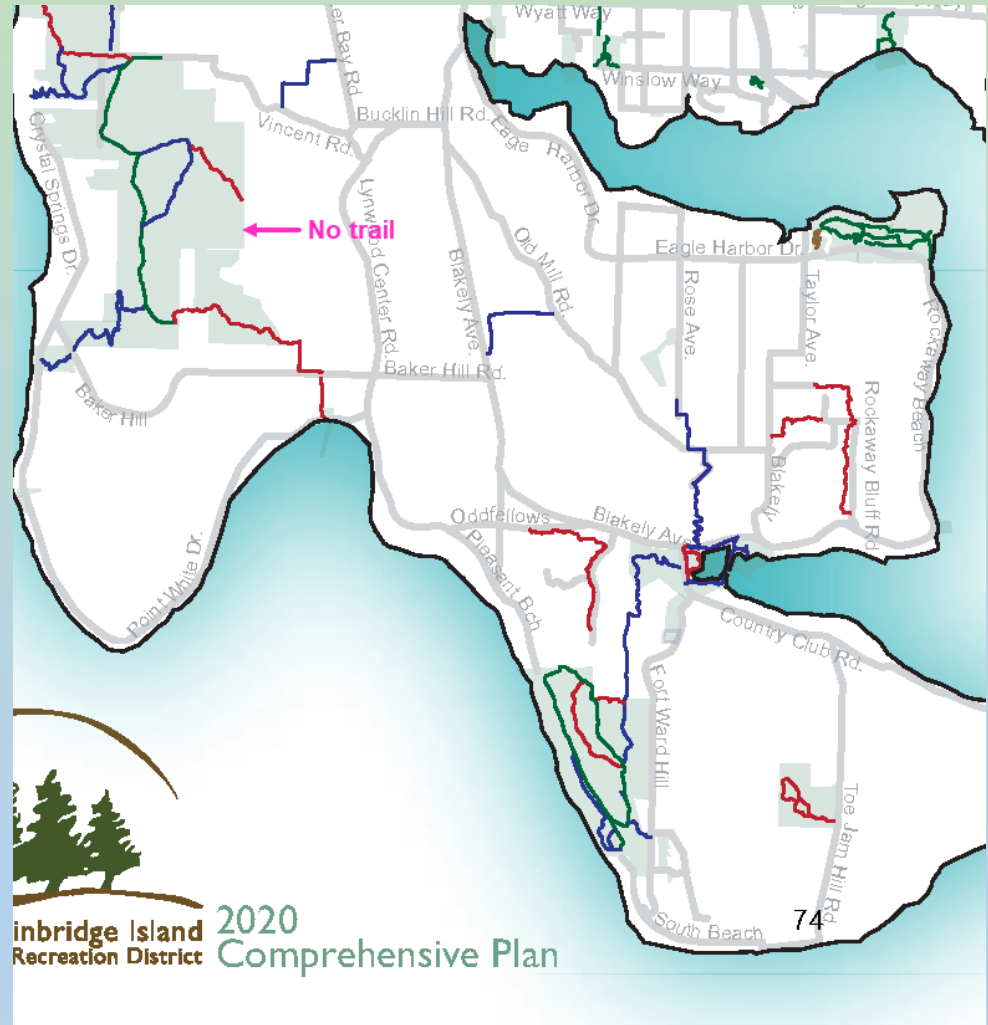 Wyatt Way
er Bay Rd.
Winslow Way
Bucklin Hill Rd.
Vincent Rd.
Eage Harbor Dr.
Crystal Springs Dr.
No trail
Lynwood Center Rd.
Blakely Ave.
Old Mill Rd.
Eagle Harbor Dr.
Rose Ave.
Taylor Ave.
Rockaway Beach
Baker Hill Rd.
Baker Hill
Rockaway Bluff Rd
Blakely
Oddfellows
Blakely Ave
Pleasant Bch
Point White Dr.
Country Club Rd.
Fort Ward Hill
Toe Jam Hill Rd
South Beach
74
inbridge Island
Recreation District
2020
Comprehensive Plan